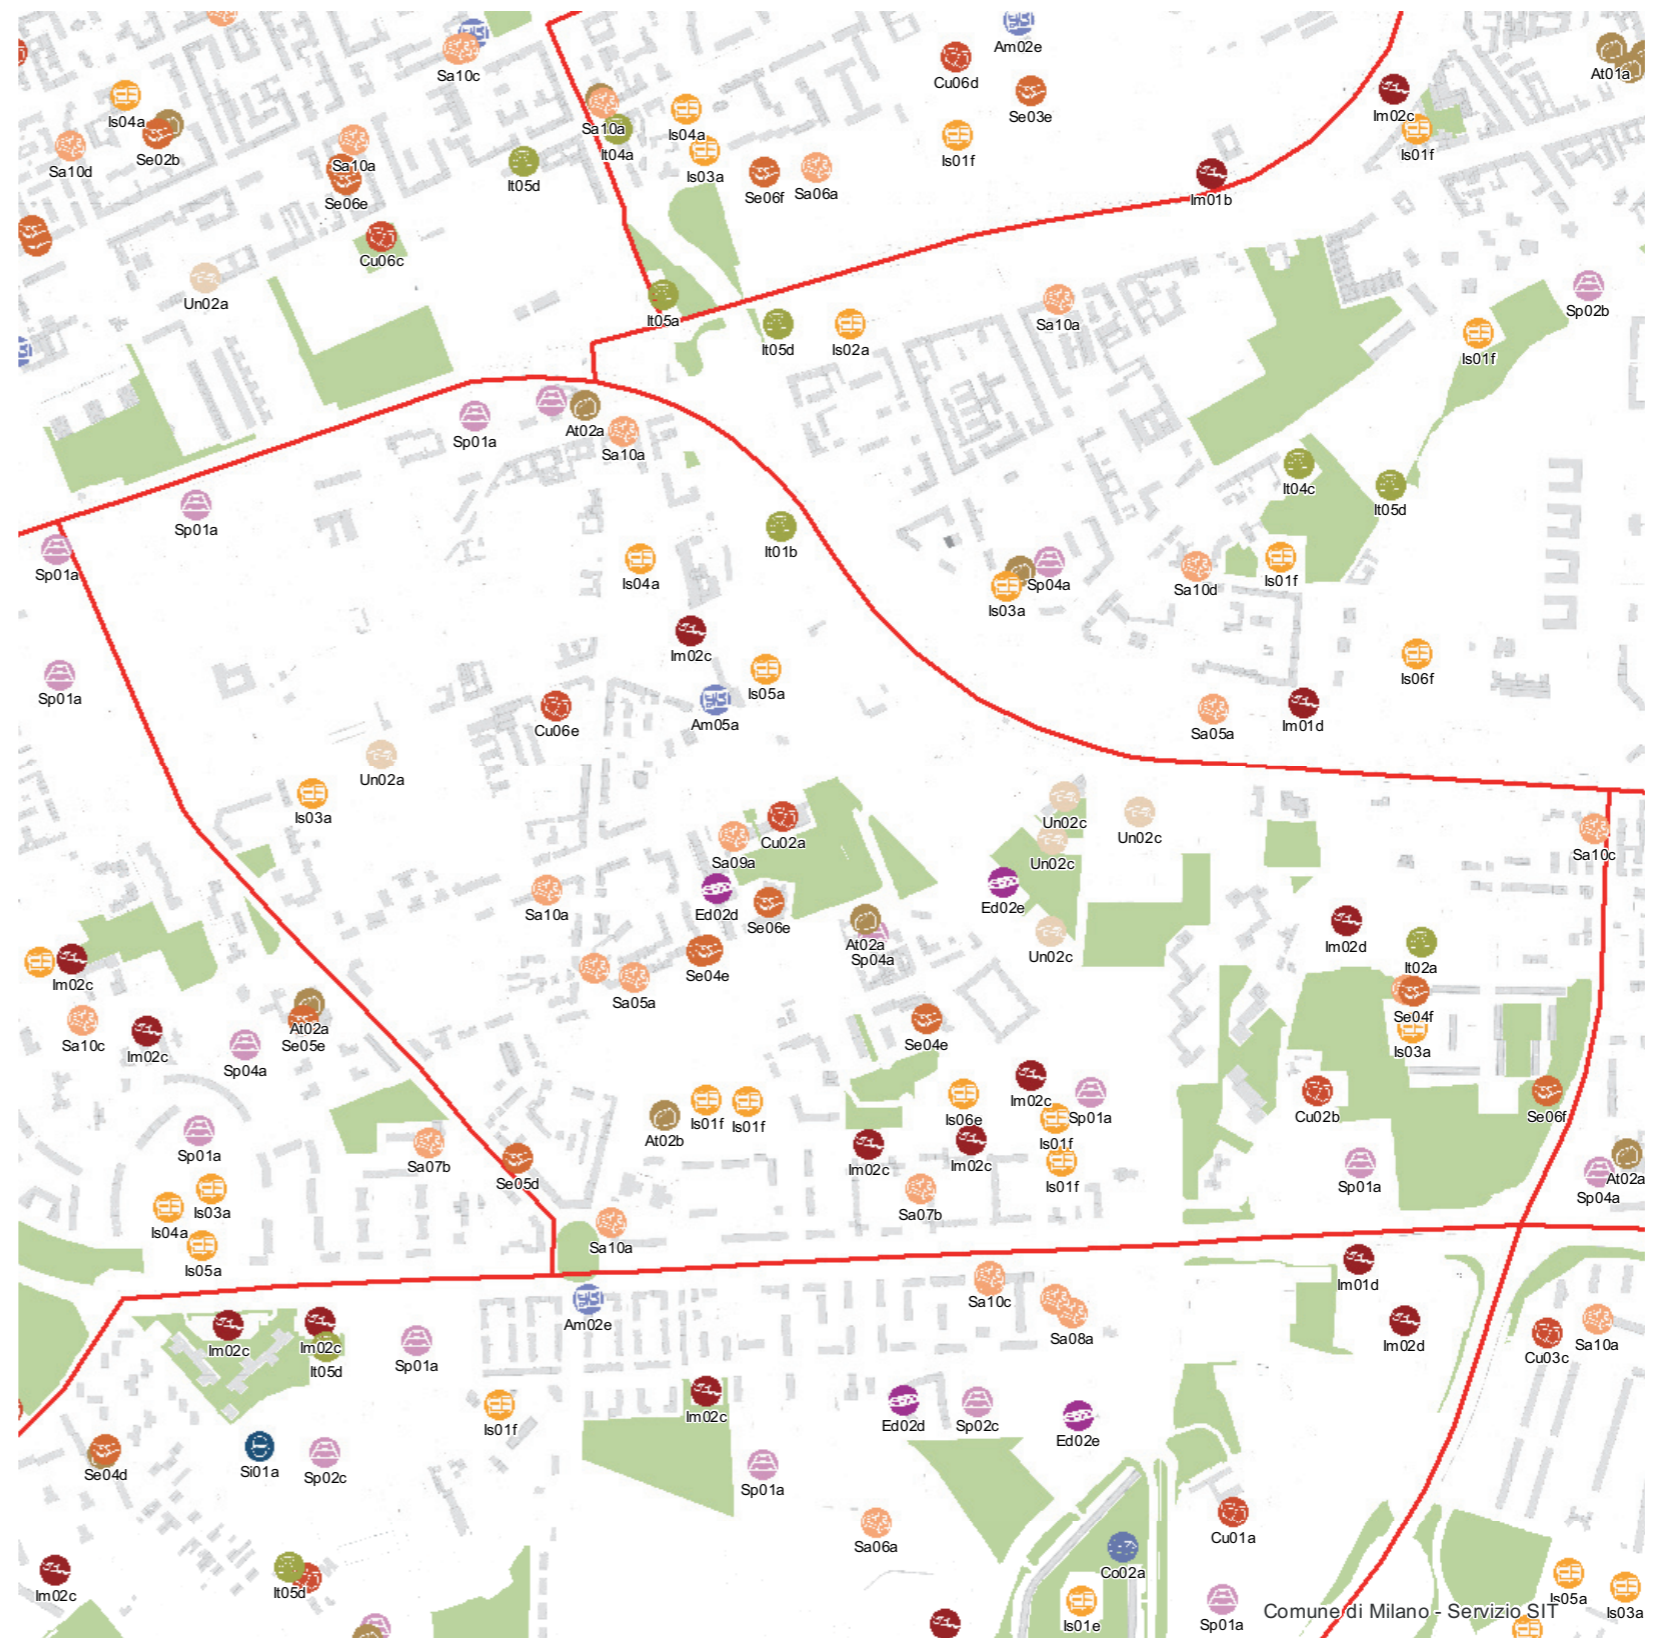 Am02e
Sa10c
Cu06d
At01a
Se03e
Im02c
Is04a
Sa10a
Is04a
Is01f
Is01f
Se02b
It04a
Is03a
Sa10d
Sa10a
It05d
Se06f
Sa06a
Se06e
Im01b
Cu06c
Un02a
It05a
Sp02b
Sa10a
It05d
Is02a
Is01f
Sp01a
At02a
Sa10a
It04c
It05d
Sp01a
It01b
Sp01a
Is04a
Is03a
Sp04a
Sa10d
Is01f
Im02c
Sp01a
Is05a
Am05a
Is06f
Cu06e
Sa05a
Im01d
Un02a
Is03a
Un02c
Un02c
Cu02a
Sa09a
Un02c
Sa10c
Sa10a
Ed02d
Se06e
Ed02e
At02a
Sp04a
Un02c
Im02d
It02a
Im02c
Sa05a
Se04e
Sa10c
Im02c
At02a
Se05e
Sp04a
Se04f
Is03a
Se04e
Im02c
Sp01a
Is06e
Cu02b
Se06f
At02b
Is01f
Is01f
Is01f
Sp01a
Sa07b
Im02c
Im02c
Is01f
Se05d
Sp01a
Sp04a
At02a
Is03a
Is04a
Sa07b
Is05a
Sa10a
Im01d
Sa10c
Am02e
Sa08a
Im02c
Im02c
It05d
Sp01a
Im02d
Cu03c
Sa10a
Is01f
Im02c
Ed02d
Sp02c
Ed02e
Se04d
Si01a
Sp02c
Sp01a
Sa06a
Cu01a
Im02c
It05d
Co02a
Is01e
Sp01a
Is05a
Is03a
Comune di Milano - Servizio SIT